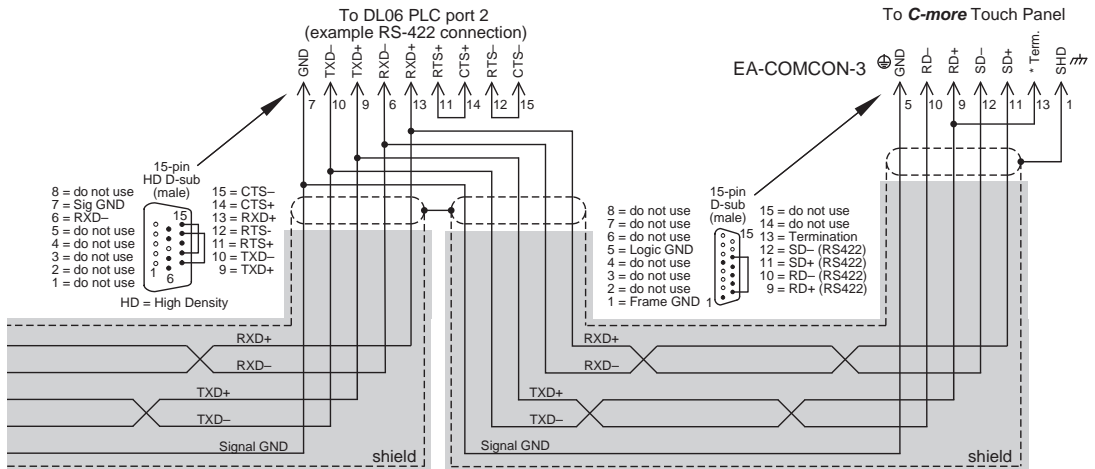 To DL06 PLC port 2
(example RS-422 connection)
GND
TXD–
TXD+
RXD–
RXD+
RTS+
CTS+
RTS–
CTS–
7 10 9 6 13 11 14 12 15
To C-more Touch Panel
EA-COMCON-3
GND
RD–
RD+
SD–
SD+
* Term.
SHD
5 10 9 12 11 13 1
15-pin
HD D-sub
(male)
8 = do not use
7 = Sig GND
6 = RXD–
5 = do not use
4 = do not use
3 = do not use
2 = do not use
1 = do not use
15
1
6
15 = CTS–
14 = CTS+
13 = RXD+
12 = RTS-
11 = RTS+
10 = TXD–
9 = TXD+
HD = High Density
15-pin
D-sub
(male)
8 = do not use
7 = do not use
6 = do not use
5 = Logic GND
4 = do not use
3 = do not use
2 = do not use
1 = Frame GND
15
1
15 = do not use
14 = do not use
13 = Termination
12 = SD– (RS422)
11 = SD+ (RS422)
10 = RD– (RS422)
9 = RD+ (RS422)
RXD+
RXD–
TXD+
TXD–
Signal GND
shield
RXD+
RXD–
TXD+
TXD–
Signal GND
shield